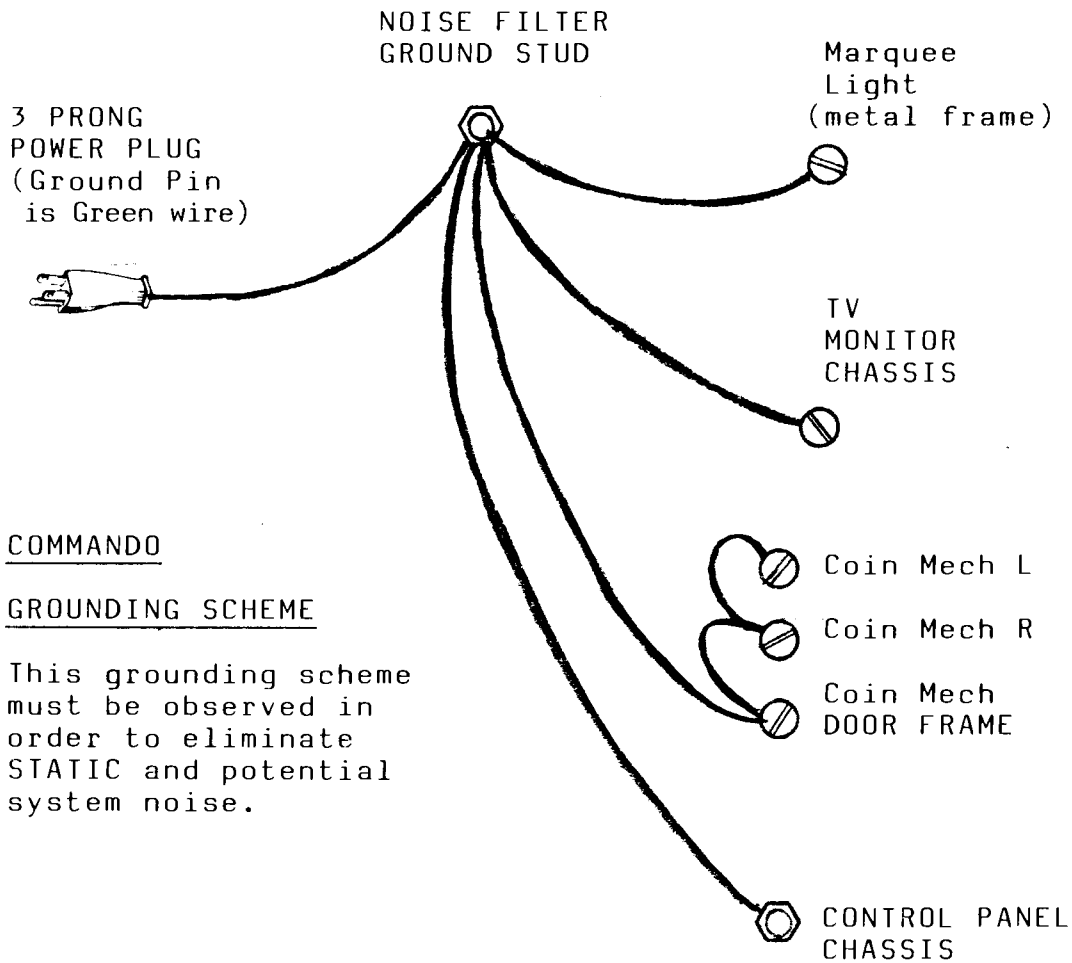 NOISE FILTER
GROUND STUD
Marquee
Light
(metal frame)
3 PRONG
POWER PLUG
(Ground Pin
is Green wire)
TV
MONITOR
CHASSIS
COMMANDO
GROUNDING SCHEME
This grounding scheme
must be observed in
order to eliminate
STATIC and potential
system noise.
Coin Mech L
Coin Mech R
Coin Mech
DOOR FRAME
CONTROL PANEL
CHASSIS